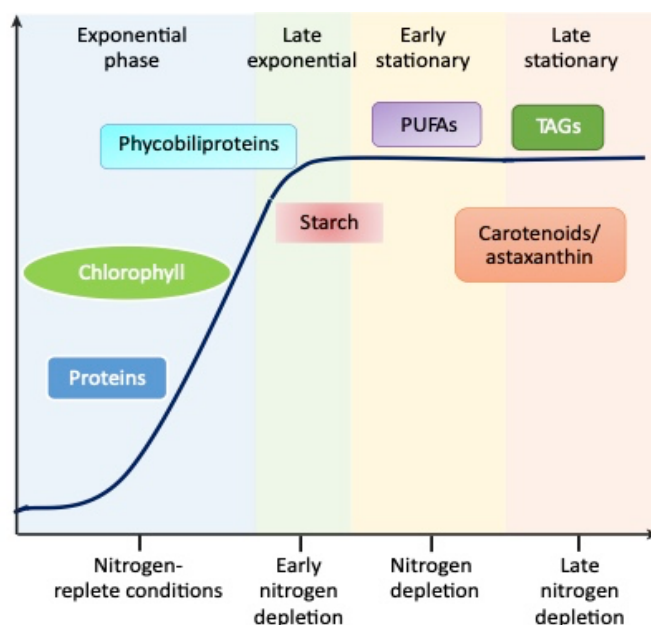 Exponential
phase
Late
exponential
Early
stationary
Late
stationary
Phycobiliproteins
PUFAs
TAGs
Starch
Carotenoids/
astaxanthin
Chlorophyll
Proteins
Nitrogen-
replete conditions
Early
nitrogen
depletion
Nitrogen
depletion
Late
nitrogen
depletion